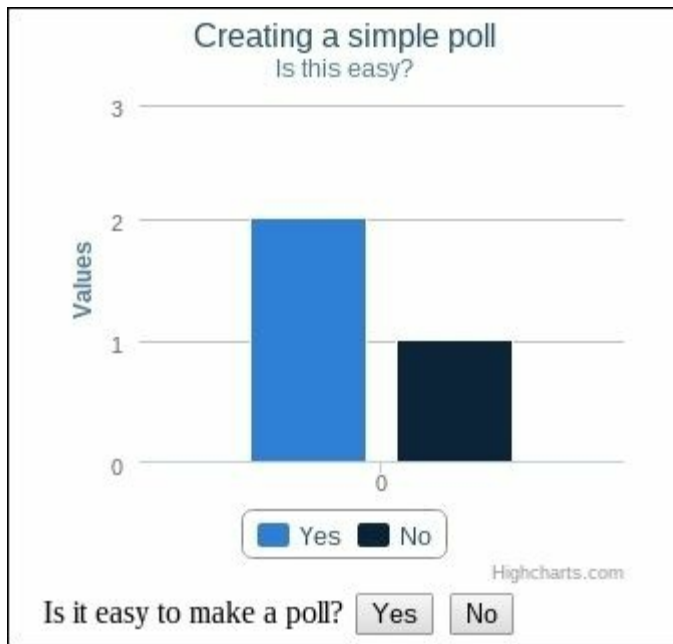 Creating a simple poll
Is this easy?
3
2
Values
1
0
0
Yes No
Highcharts.com
Is it easy to make a poll? Yes No